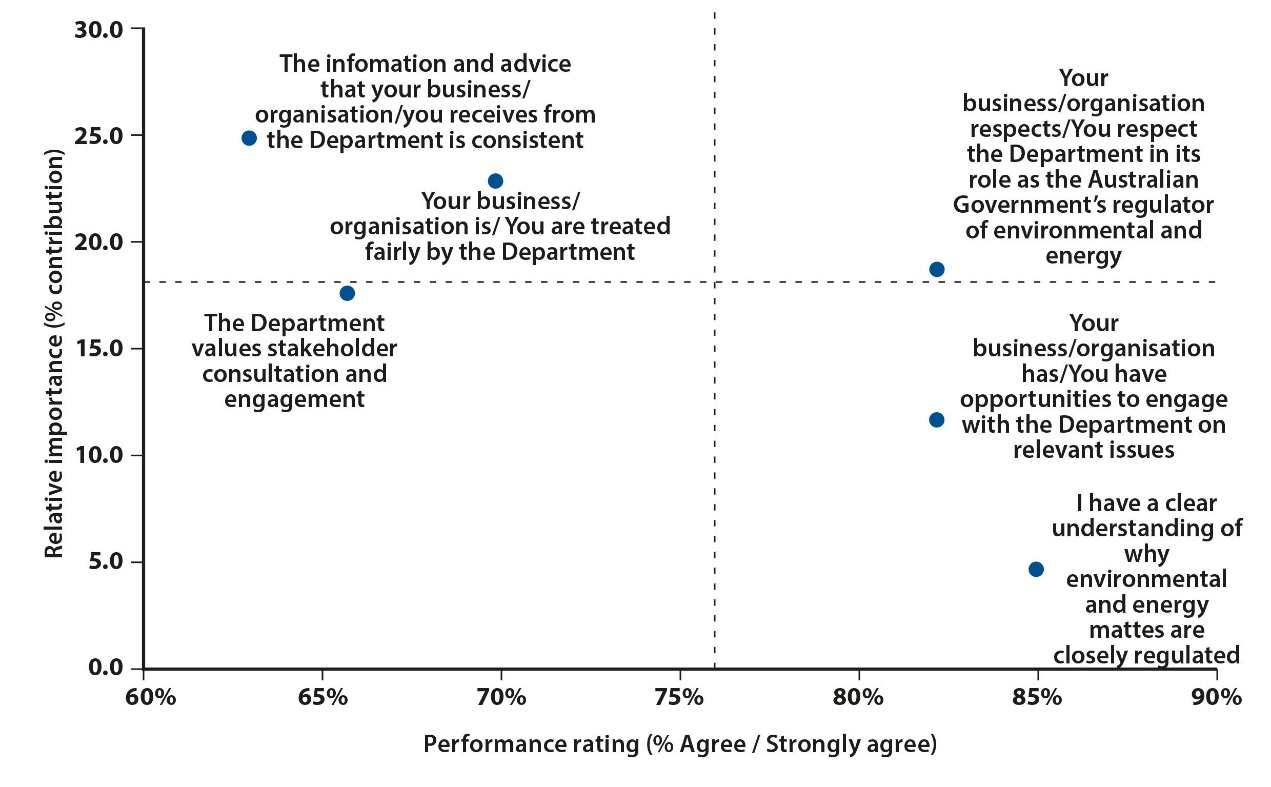 30.0
25.0
20.0
15.0
10.0
5.0
0.0
Relative importance (% contribution)
The infomation and advice
that your business/
organisation/you receives from
the Department is consistent
Your business/
organisation is/ You are treated
fairly by the Department
The Department
values stakeholder
consultation and
engagement
Your
business/organisation
respects/You respect
the Department in its
role as the Australian
Government’s regulator
of environmental and
energy
Your
business/organisation
has/You have
opportunities to engage
with the Department on
relevant issues
I have a clear
understanding of
why
environmental
and energy
mattes are
closely regulated
60%
65%
70%
75%
80%
85%
90%
Performance rating (% Agree / Strongly agree)